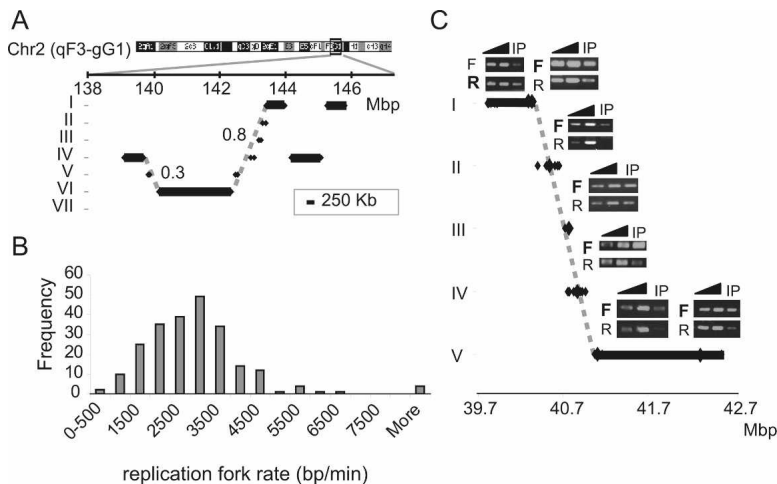 A
Chr2 (qF3-gG1)
138 140 142 144 146
Mbp
I
II
III
IV
V
VI
VII
0.8
0.3
250 Kb
B
Frequency
60
50
40
30
20
10
0
0-500
1500
2500
3500
4500
5500
6500
7500
More
replication fork rate (bp/min)
C
IP IP
F F
R R
I
IP
F
R
II
IP
F
R
III
IP
F
R
IV
IP IP
F F
R R
V
39.7 40.7 41.7 42.7
Mbp